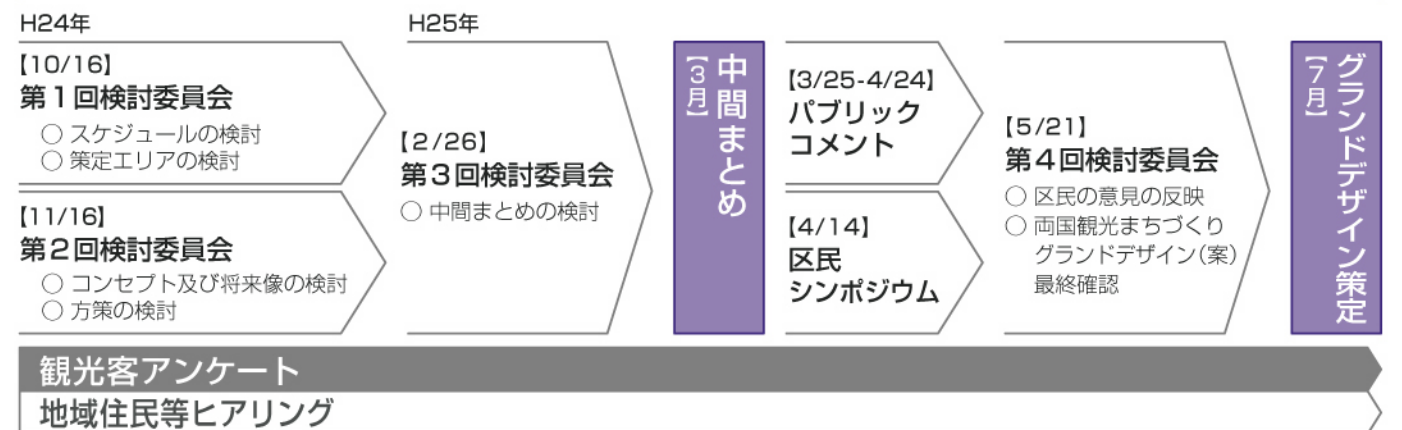 H24年
【10/16】
第1回検討委員会
○ スケジュールの検討
○ 策定エリアの検討
【11/16】
第2回検討委員会
○ コンセプト及び将来像の検討
○ 方策の検討
H25年
【2/26】
第3回検討委員会
○ 中間まとめの検討
中間まとめ
【3月】
【3/25-4/24】
パブリック
コメント
【4/14】
区民
シンポジウム
【5/21】
第4回検討委員会
○ 区民の意見の反映
○ 両国観光まちづくり
グランドデザイン（案）
最終確認
グランドデザイン策定
【7月】
観光客アンケート
地域住民等ヒアリング